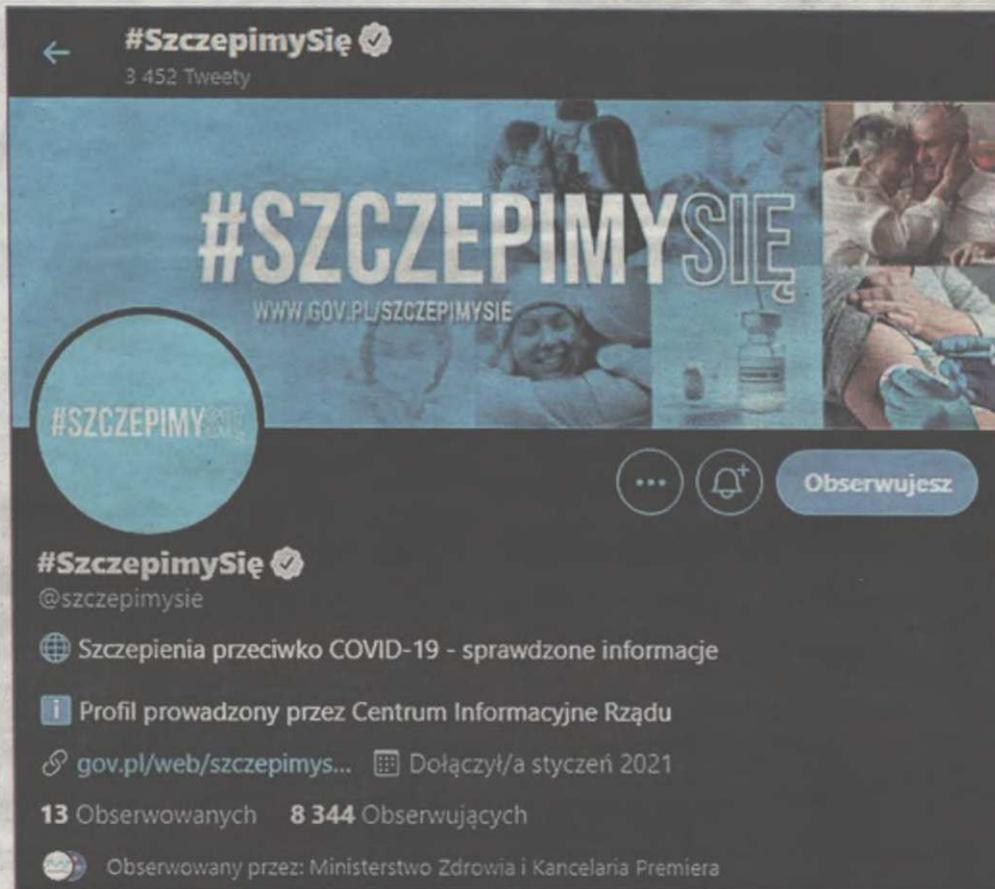 #SzczepimySię
3 452 Tweety
#SZCZEPIMYSIĘ
WWW.GOV.PL/SZCZEPIMYSIE
#SZCZEPIMYSIĘ
Obserwujesz
#SzczepimySię
@szczepimysie
Szczepienia przeciwko COVID-19 - sprawdzone informacje
i Profil prowadzony przez Centrum Informacyjne Rządu
gov.pl/web/szczepimys... Dołączył/a styczeń 2021
13 Obserwowanych 8 344 Obserwujących
Obserwowany przez: Ministerstwo Zdrowia i Kancelaria Premiera